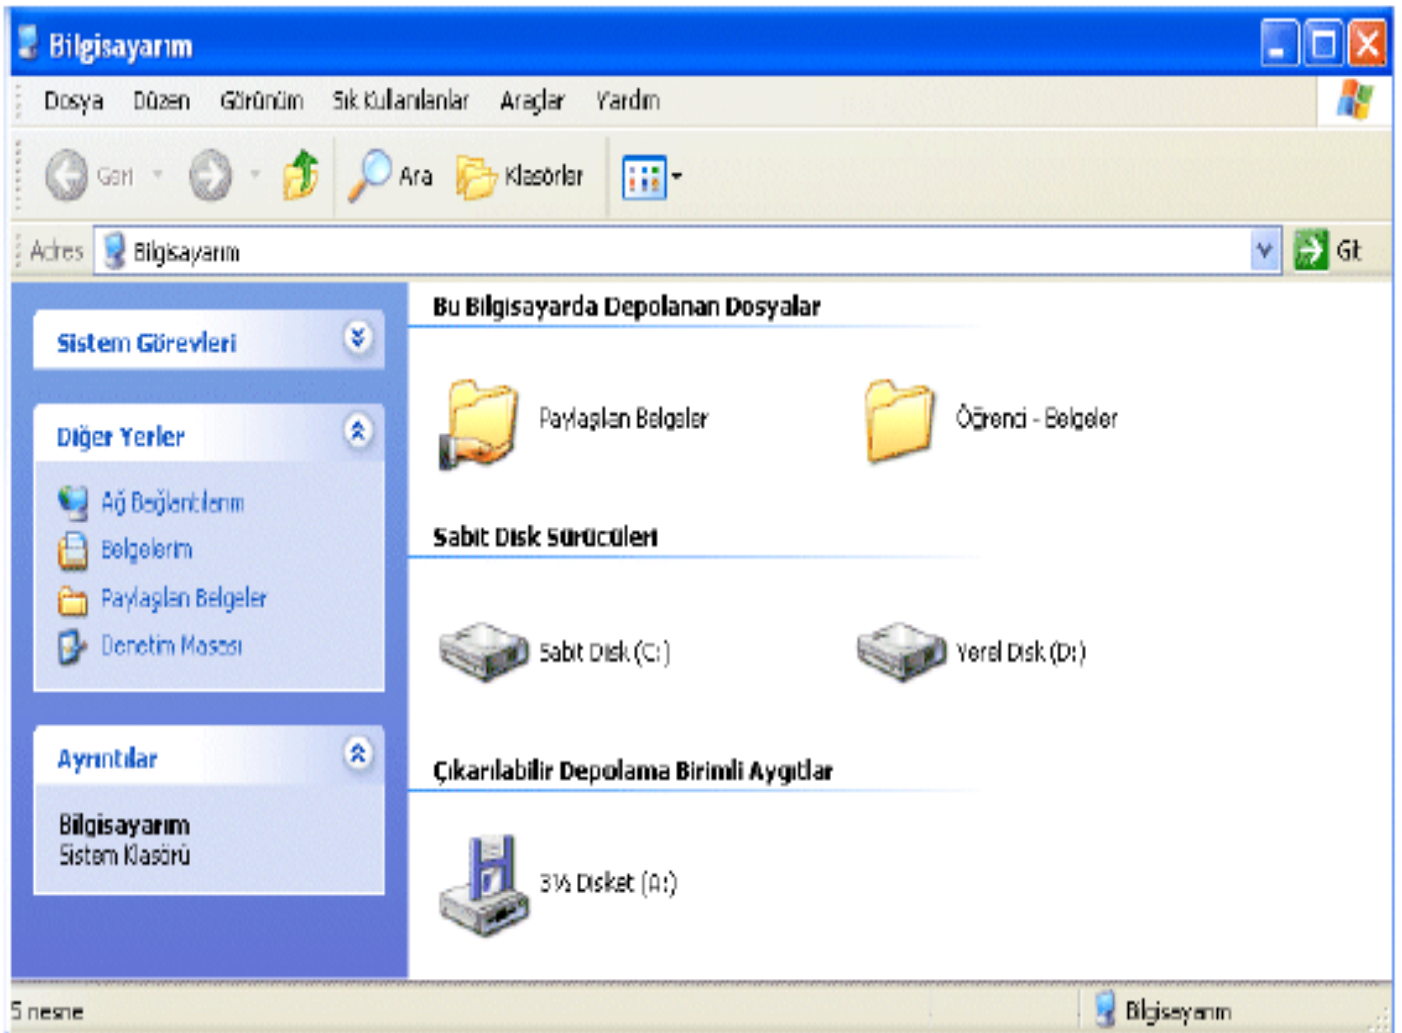 Bilgisayarım
Dosya Düzen Görünüm Sık Kullanılanlar Araçlar Yardım
Geri Ara Klasörler
Adres Bilgisayarım Git
Sistem Görevleri
Diğer Yerler
Ağ Bağlantılarım
Belgelerim
Paylaşılan Belgeler
Denetim Masası
Ayrıntılar
Bilgisayarım
Sistem Klasörü
Bu Bilgisayarda Depolanan Dosyalar
Paylaşılan Belgeler Öğrenci - Belgeler
Sabit Disk Sürücüleri
Sabit Disk (C:) Yerel Disk (D:)
Çıkarılabilir Depolama Birimli Aygıtlar
3½ Disket (A:)
5 nesne Bilgisayarım